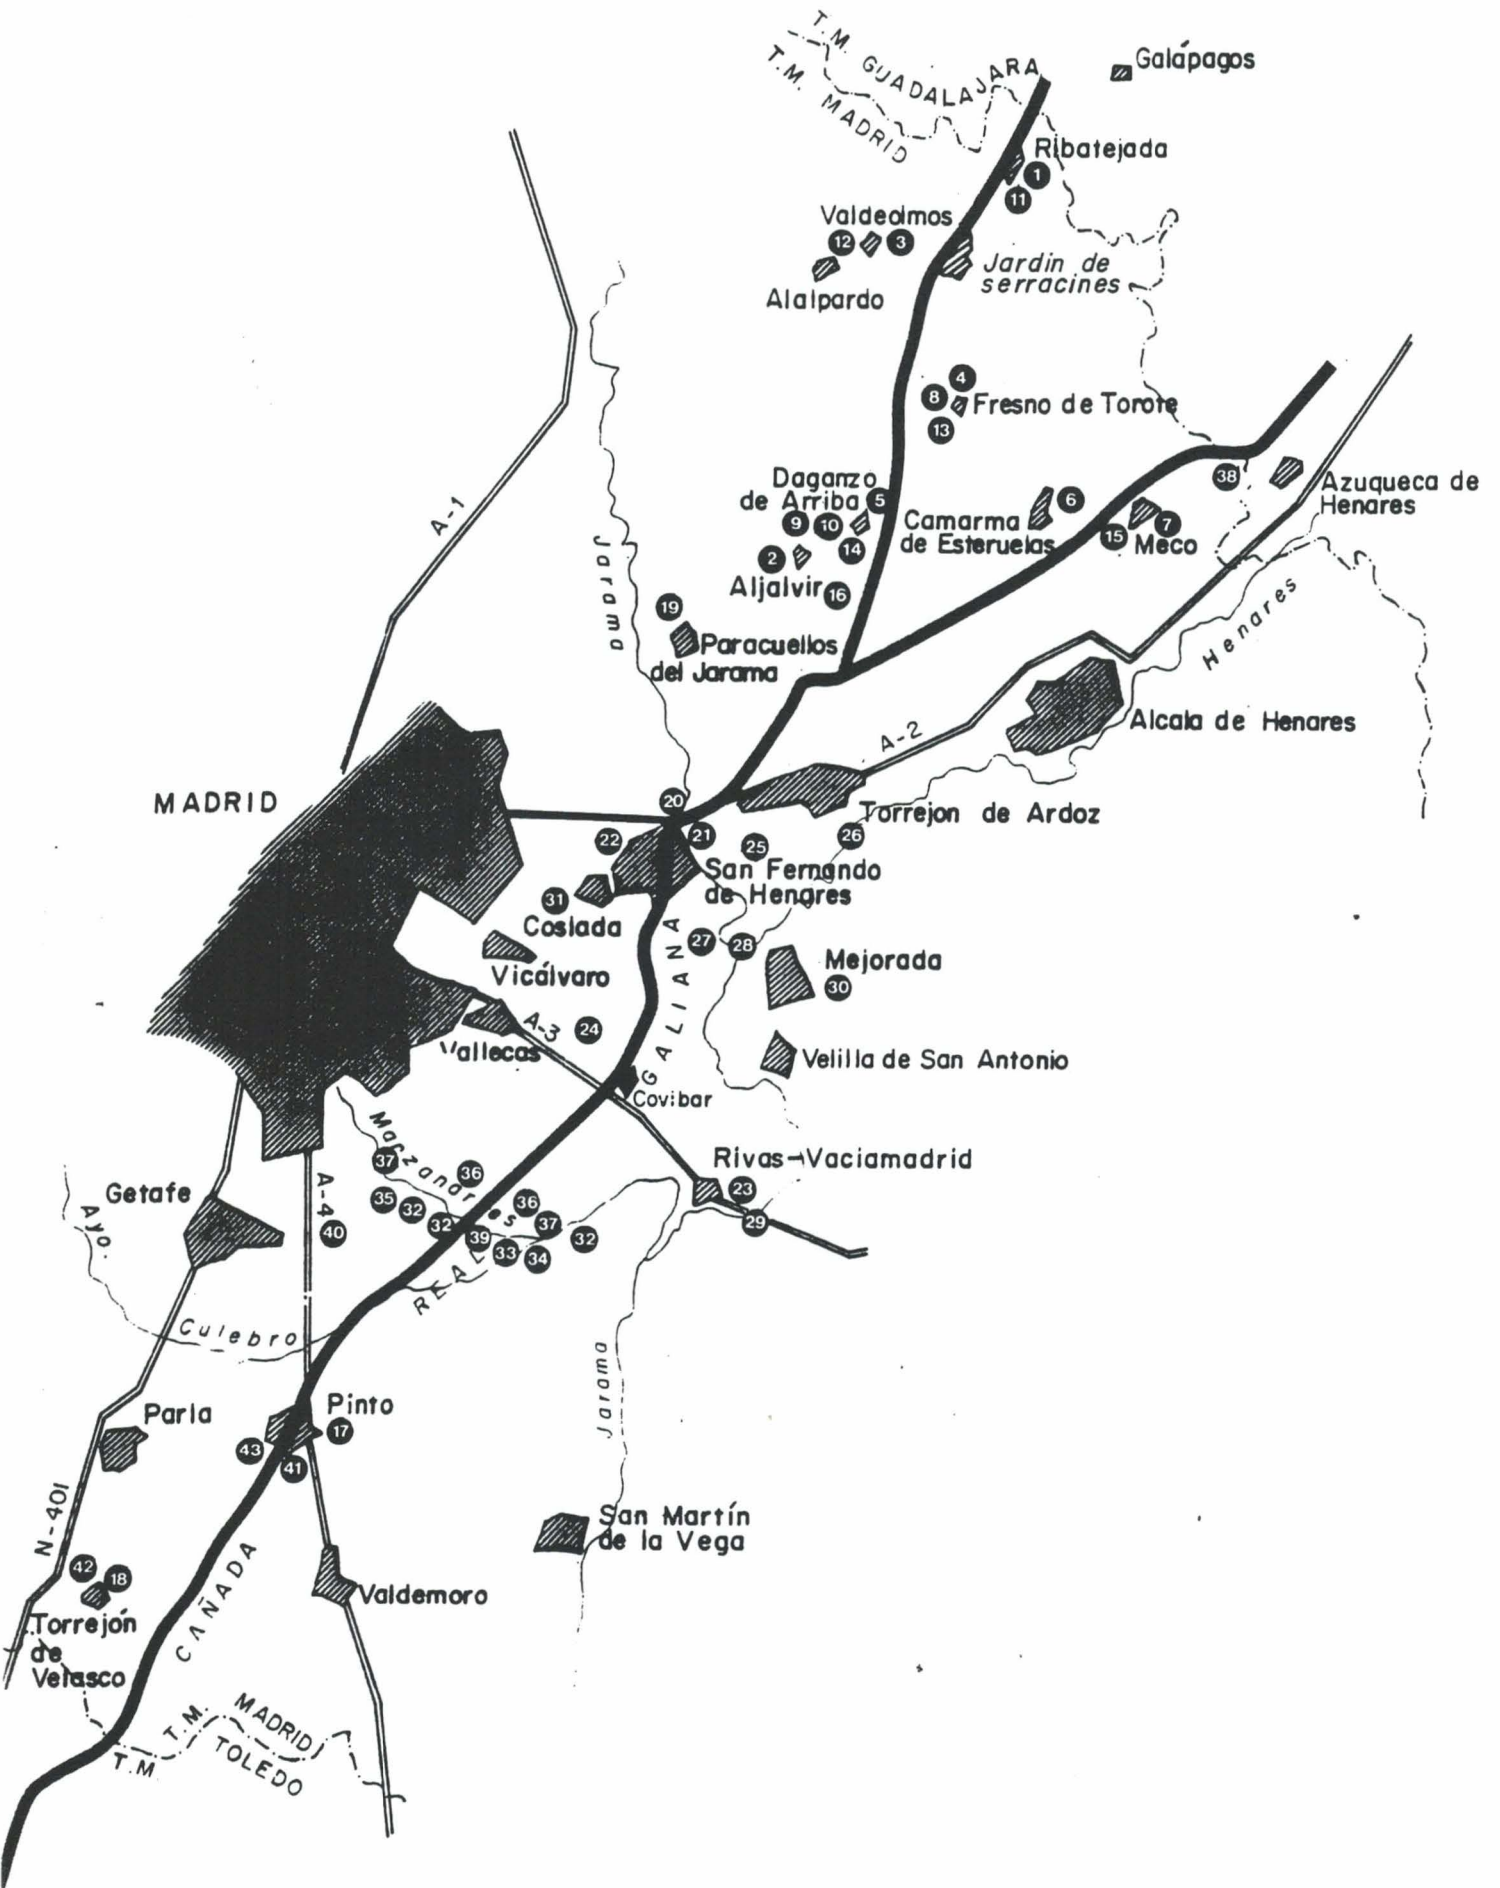 T.M. GUADALAJARA
T.M. MADRID
Galápagos
Ribatejada
1
11
Valdeolmos
12
3
Alalpardo
Jardin de
serracines
4
8
Fresno de Torote
13
Daganzo
de Arriba
5
9
10
14
2
Aljalvir
16
Camarma
de Esteruelas
6
38
Azuqueca de
Henares
15
7
Meco
A-1
Jarama
19
Paracuellos
del Jarama
Henares
Alcala de Henares
A-2
MADRID
20
Torrejon de Ardoz
22
21
25
26
San Fernando
de Henares
31
Coslada
27
28
Vicálvaro
Mejorada
30
A-3
24
Vallecas
Velilla de San Antonio
Covibar
Manzanares
Rivas-Vaciamadrid
37
36
23
29
Getafe
A-4
35
32
36
32
37
39
32
33
34
40
Ayo.
Culebro
CAÑADA
REAL
GALIANA
Jarama
Parla
Pinto
17
43
41
N-401
San Martín
de la Vega
42
18
Torrejón
de
Velasco
Valdemoro
T.M. MADRID
T.M
TOLEDO